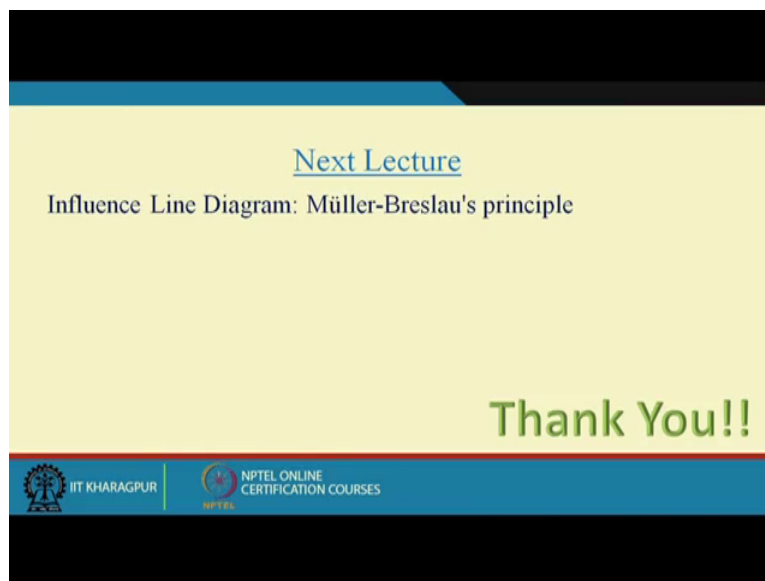 Next Lecture
Influence Line Diagram: Müller-Breslau's principle
Thank You!!
IIT KHARAGPUR
NPTEL
NPTEL ONLINE
CERTIFICATION COURSES